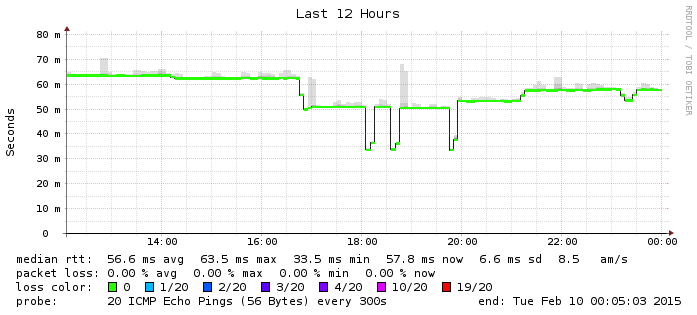 Last 12 Hours
RRDTOOL / TOBI OETIKER
Seconds
80 m
70 m
60 m
50 m
40 m
30 m
20 m
10 m
0
14:00 16:00 18:00 20:00 22:00 00:00
median rtt: 56.6 ms avg 63.5 ms max 33.5 ms min 57.8 ms now 6.6 ms sd 8.5 am/s
packet loss: 0.00 % avg 0.00 % max 0.00 % min 0.00 % now
loss color: 0 1/20 2/20 3/20 4/20 10/20 19/20
probe: 20 ICMP Echo Pings (56 Bytes) every 300s end: Tue Feb 10 00:05:03 2015